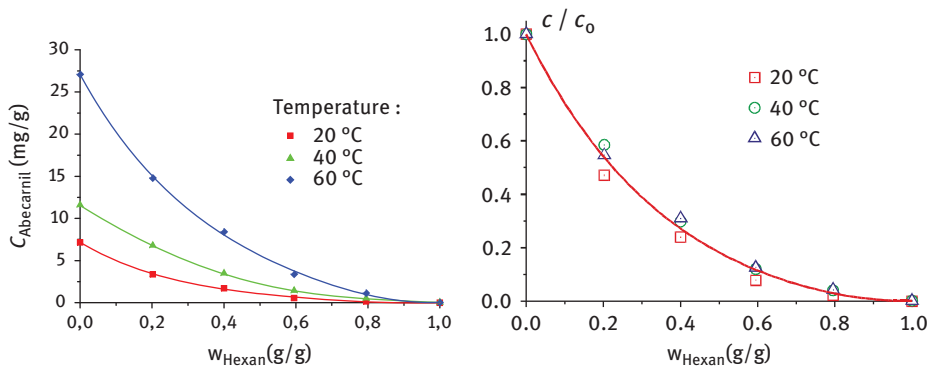 30
25
20
15
10
5
0
C_Abecarnil (mg/g)
Temperature :
20 °C
40 °C
60 °C
0,0 0,2 0,4 0,6 0,8 1,0
w_Hexan(g/g)
c / c_o
1.0
0.8
0.6
0.4
0.2
0.0
20 °C
40 °C
60 °C
0.0 0.2 0.4 0.6 0.8 1.0
w_Hexan(g/g)